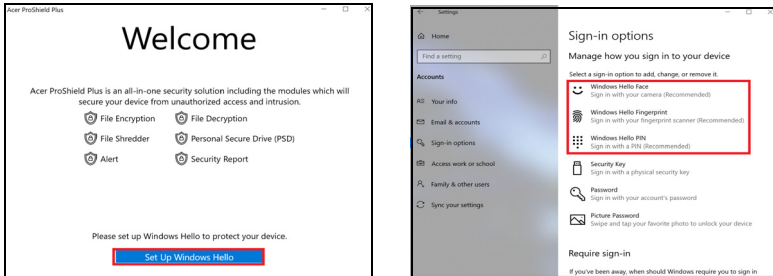 Acer ProShield Plus
Welcome
Acer ProShield Plus is an all-in-one security solution including the modules which will
secure your device from unauthorized access and intrusion.
File Encryption
File Decryption
File Shredder
Personal Secure Drive (PSD)
Alert
Security Report
Please set up Windows Hello to protect your device.
Set Up Windows Hello
Settings
Home
Find a setting
Accounts
Your info
Email & accounts
Sign-in options
Access work or school
Family & other users
Sync your settings
Sign-in options
Manage how you sign in to your device
Select a sign-in option to add, change, or remove it.
Windows Hello Face
Sign in with your camera (Recommended)
Windows Hello Fingerprint
Sign in with your fingerprint scanner (Recommended)
Windows Hello PIN
Sign in with a PIN (Recommended)
Security Key
Sign in with a physical security key
Password
Sign in with your account's password
Picture Password
Swipe and tap your favorite photo to unlock your device
Require sign-in
If you've been away, when should Windows require you to sign in